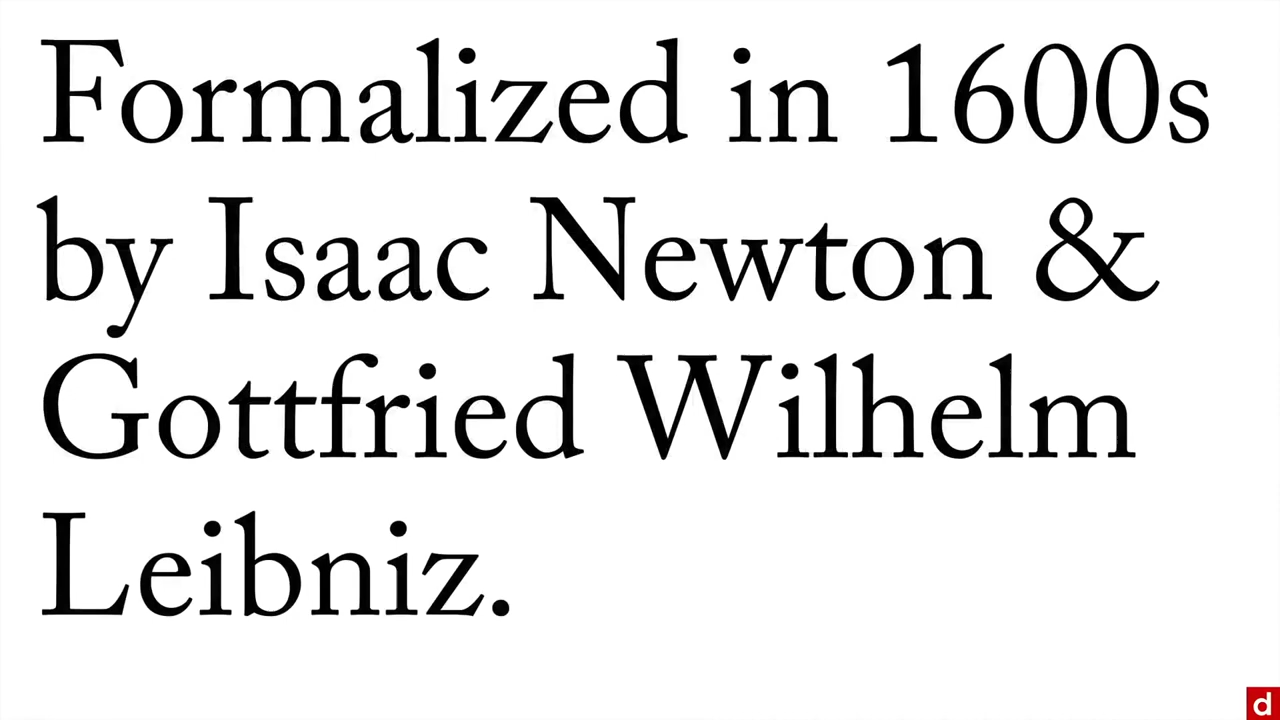 Formalized in 1600s
by Isaac Newton &
Gottfried Wilhelm
Leibniz.
d